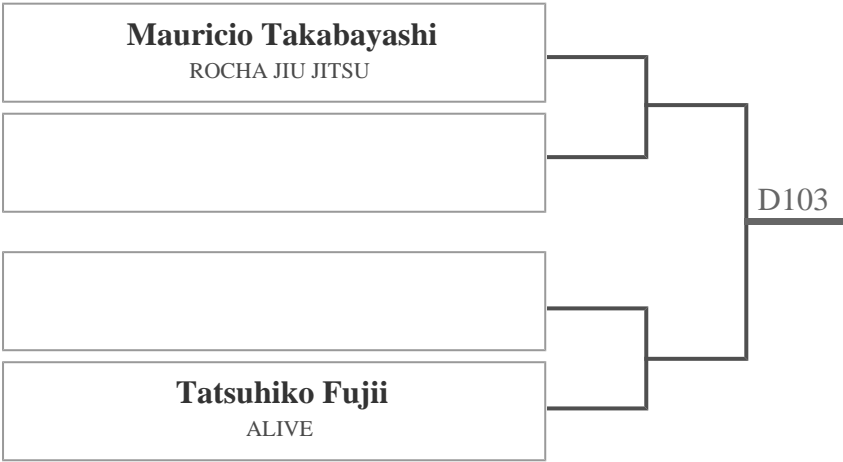 Mauricio Takabayashi
ROCHA JIU JITSU
D103
Tatsuhiko Fujii
ALIVE